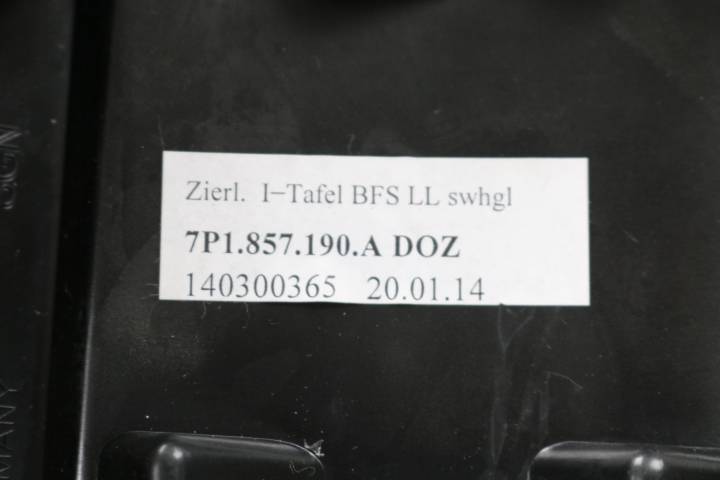 Zierl. I-Tafel BFS LL swhgl
7P1.857.190.A DOZ
140300365 20.01.14